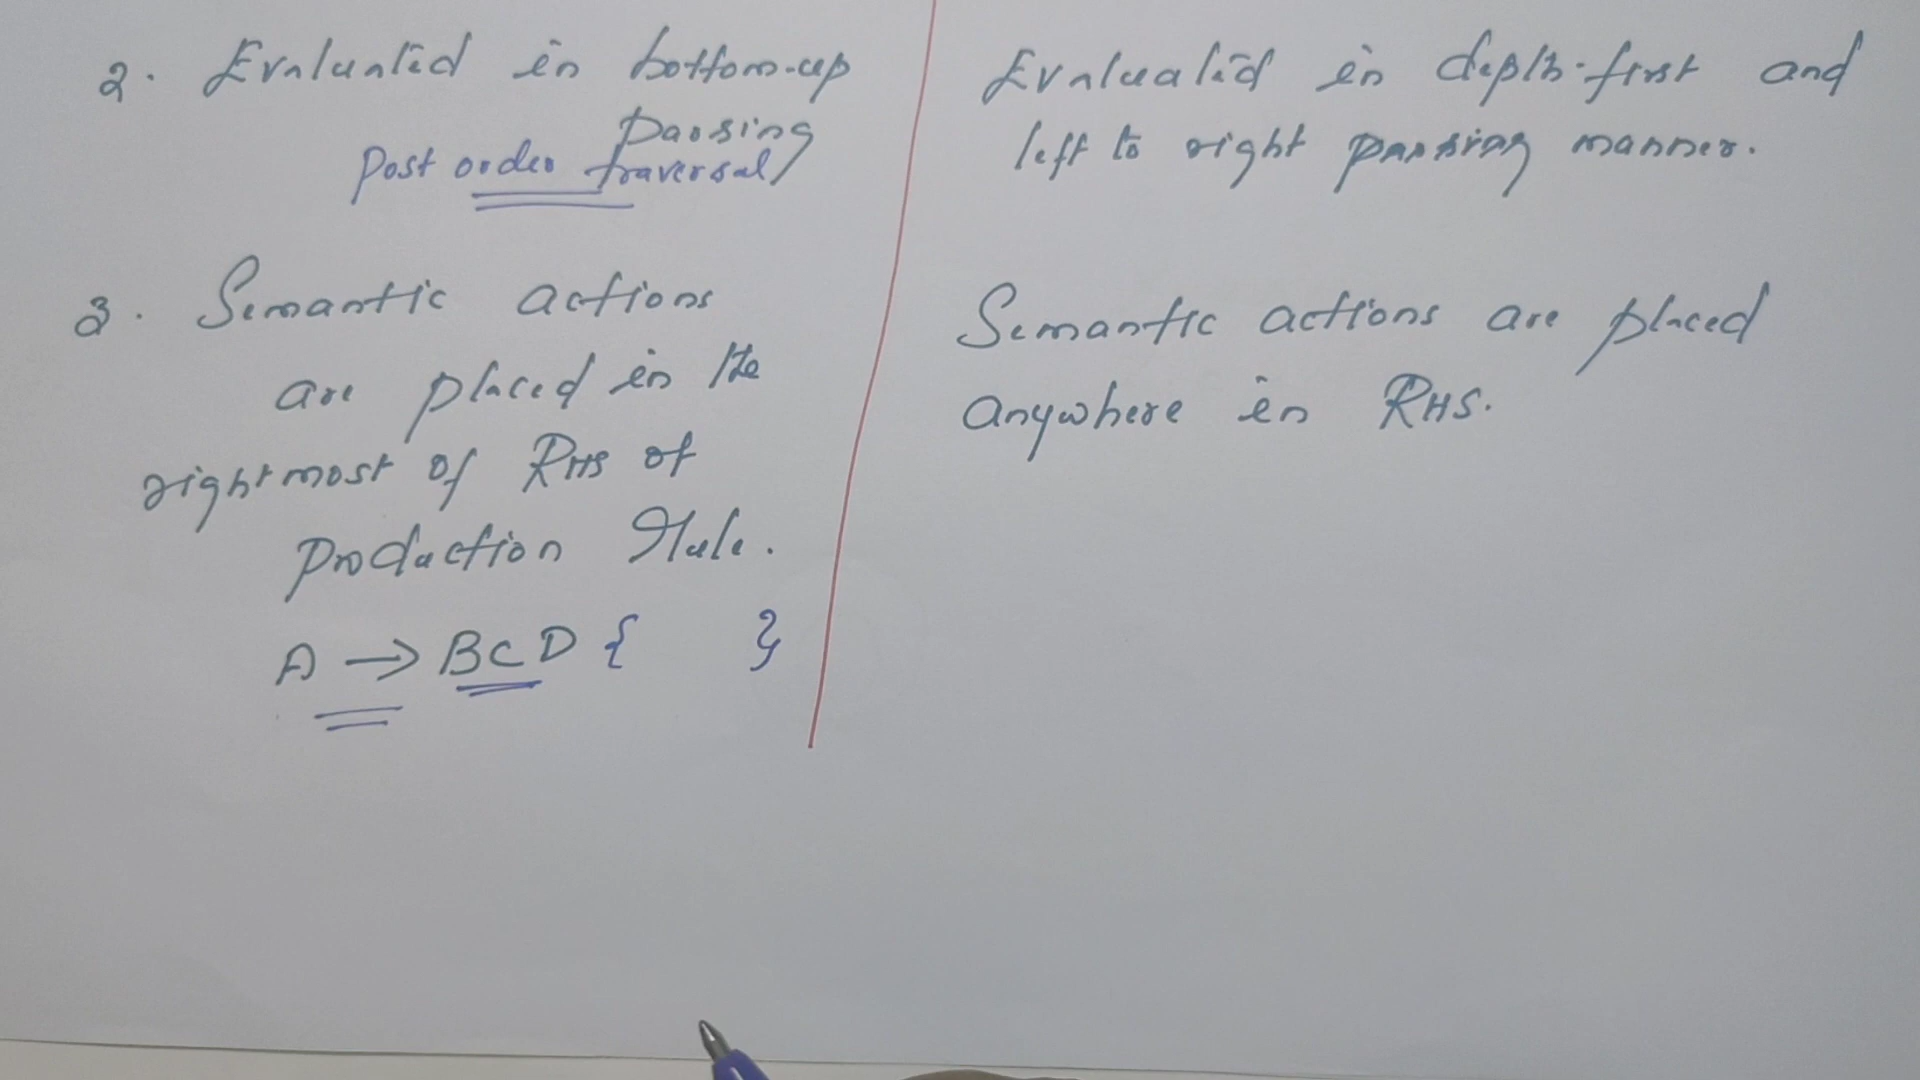 2. Evaluated in bottom-up
parsing
Post order traversal
3. Semantic actions
are placed in the
rightmost of RHS of
Production Rule.
A → BCD { }
Evaluated in depth-first and
left to right parsing manner.
Semantic actions are placed
anywhere in RHS.